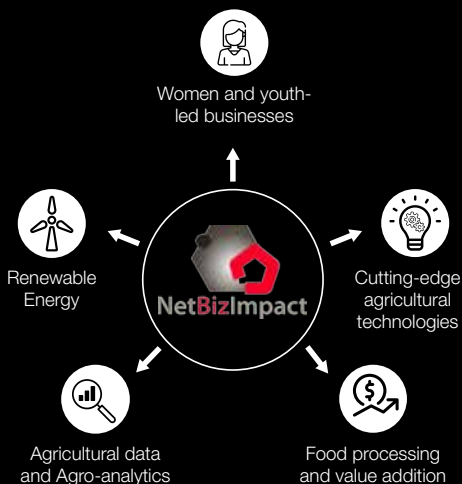 Women and youth-
led businesses
Renewable
Energy
NetBizImpact
Cutting-edge
agricultural
technologies
$
Agricultural data
and Agro-analytics
Food processing
and value addition